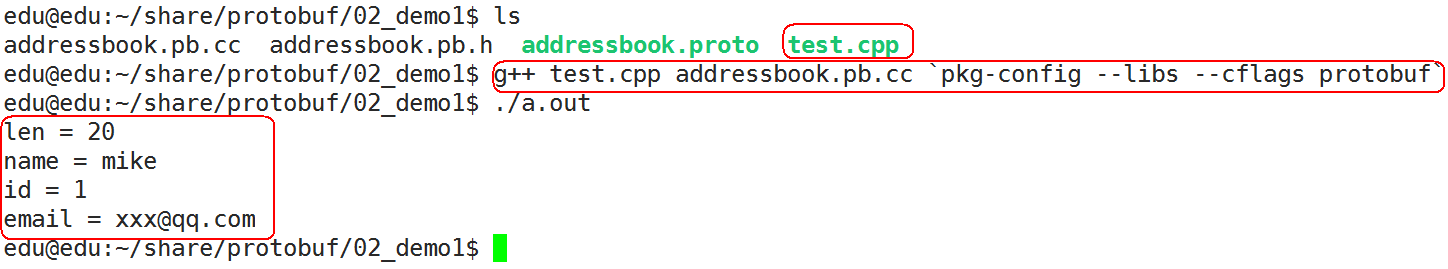 edu@edu:~/share/protobuf/02_demo1$ ls
addressbook.pb.cc  addressbook.pb.h  addressbook.proto  test.cpp
edu@edu:~/share/protobuf/02_demo1$ g++ test.cpp addressbook.pb.cc `pkg-config --libs --cflags protobuf`
edu@edu:~/share/protobuf/02_demo1$ ./a.out
len = 20
name = mike
id = 1
email = xxx@qq.com
edu@edu:~/share/protobuf/02_demo1$